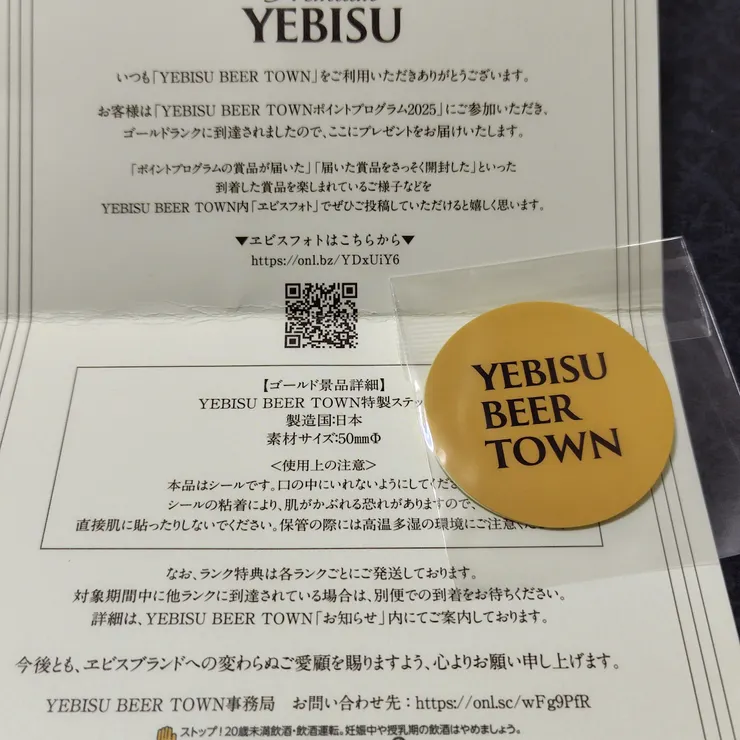 YEBISU
いつも「YEBISU BEER TOWN」をご利用いただきありがとうございます。
お客様は「YEBISU BEER TOWNポイントプログラム2025」にご参加いただき、
ゴールドランクに到達されましたので、ここにプレゼントをお届けいたします。
「ポイントプログラムの賞品が届いた」「届いた賞品をさっそく開封した」といった
到着した賞品を楽しまれているご様子などを
YEBISU BEER TOWN内「ヱビスフォト」でぜひご投稿していただけると嬉しく思います。
▼ヱビスフォトはこちらから▼
https://onl.bz/YDxUiY6
【ゴールド景品詳細】
YEBISU BEER TOWN特製ステッ
製造国:日本
素材サイズ:50mmΦ
<使用上の注意>
本品はシールです。口の中にいれないようにしてくだ
シールの粘着により、肌がかぶれる恐れがありますので、
直接肌に貼ったりしないでください。保管の際には高温多湿の環境にご注意く
YEBISU
BEER
TOWN
なお、ランク特典は各ランクごとにご発送しております。
対象期間中に他ランクに到達されている場合は、別便での到着をお待ちください。
詳細は、YEBISU BEER TOWN「お知らせ」内にてご案内しております。
今後とも、ヱビスブランドへの変わらぬご愛顧を賜りますよう、心よりお願い申し上げます。
YEBISU BEER TOWN事務局 お問い合わせ先：https://onl.sc/wFg9PfR
ストップ!20歳未満飲酒・飲酒運転。妊娠中や授乳期の飲酒はやめましょう。